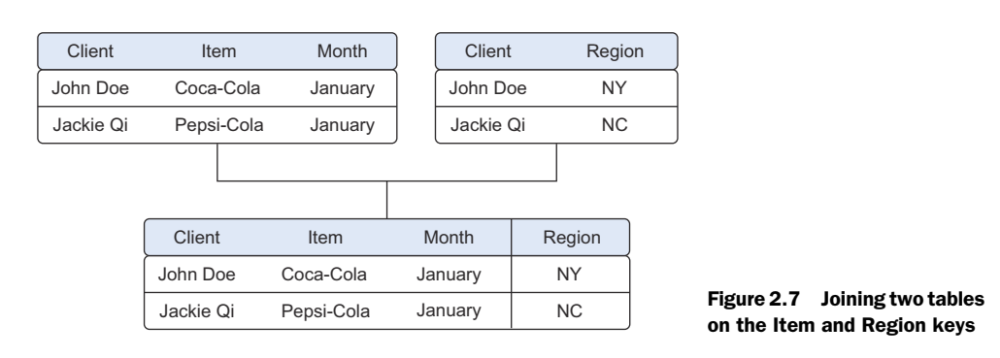 Client Item Month
John Doe Coca-Cola January
Jackie Qi Pepsi-Cola January
Client Region
John Doe NY
Jackie Qi NC
Client Item Month Region
John Doe Coca-Cola January NY
Jackie Qi Pepsi-Cola January NC
Figure 2.7 Joining two tables
on the Item and Region keys